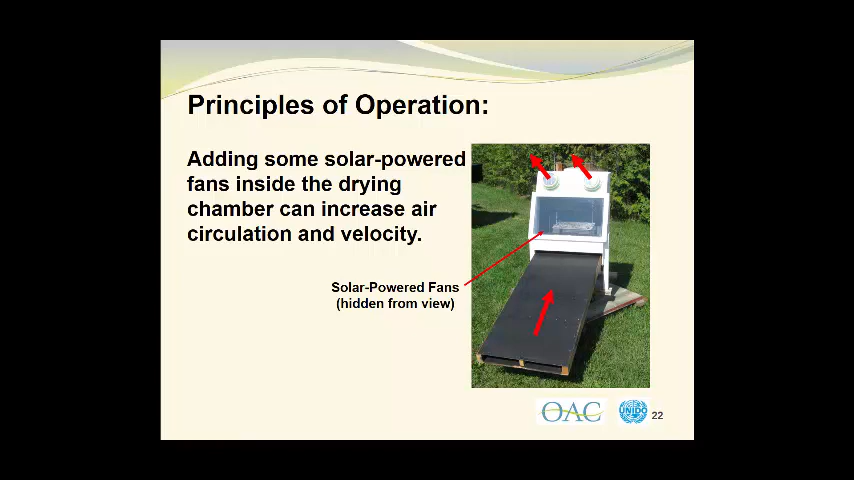 Principles of Operation:
Adding some solar-powered
fans inside the drying
chamber can increase air
circulation and velocity.
Solar-Powered Fans
(hidden from view)
OAC
UNIDO
22